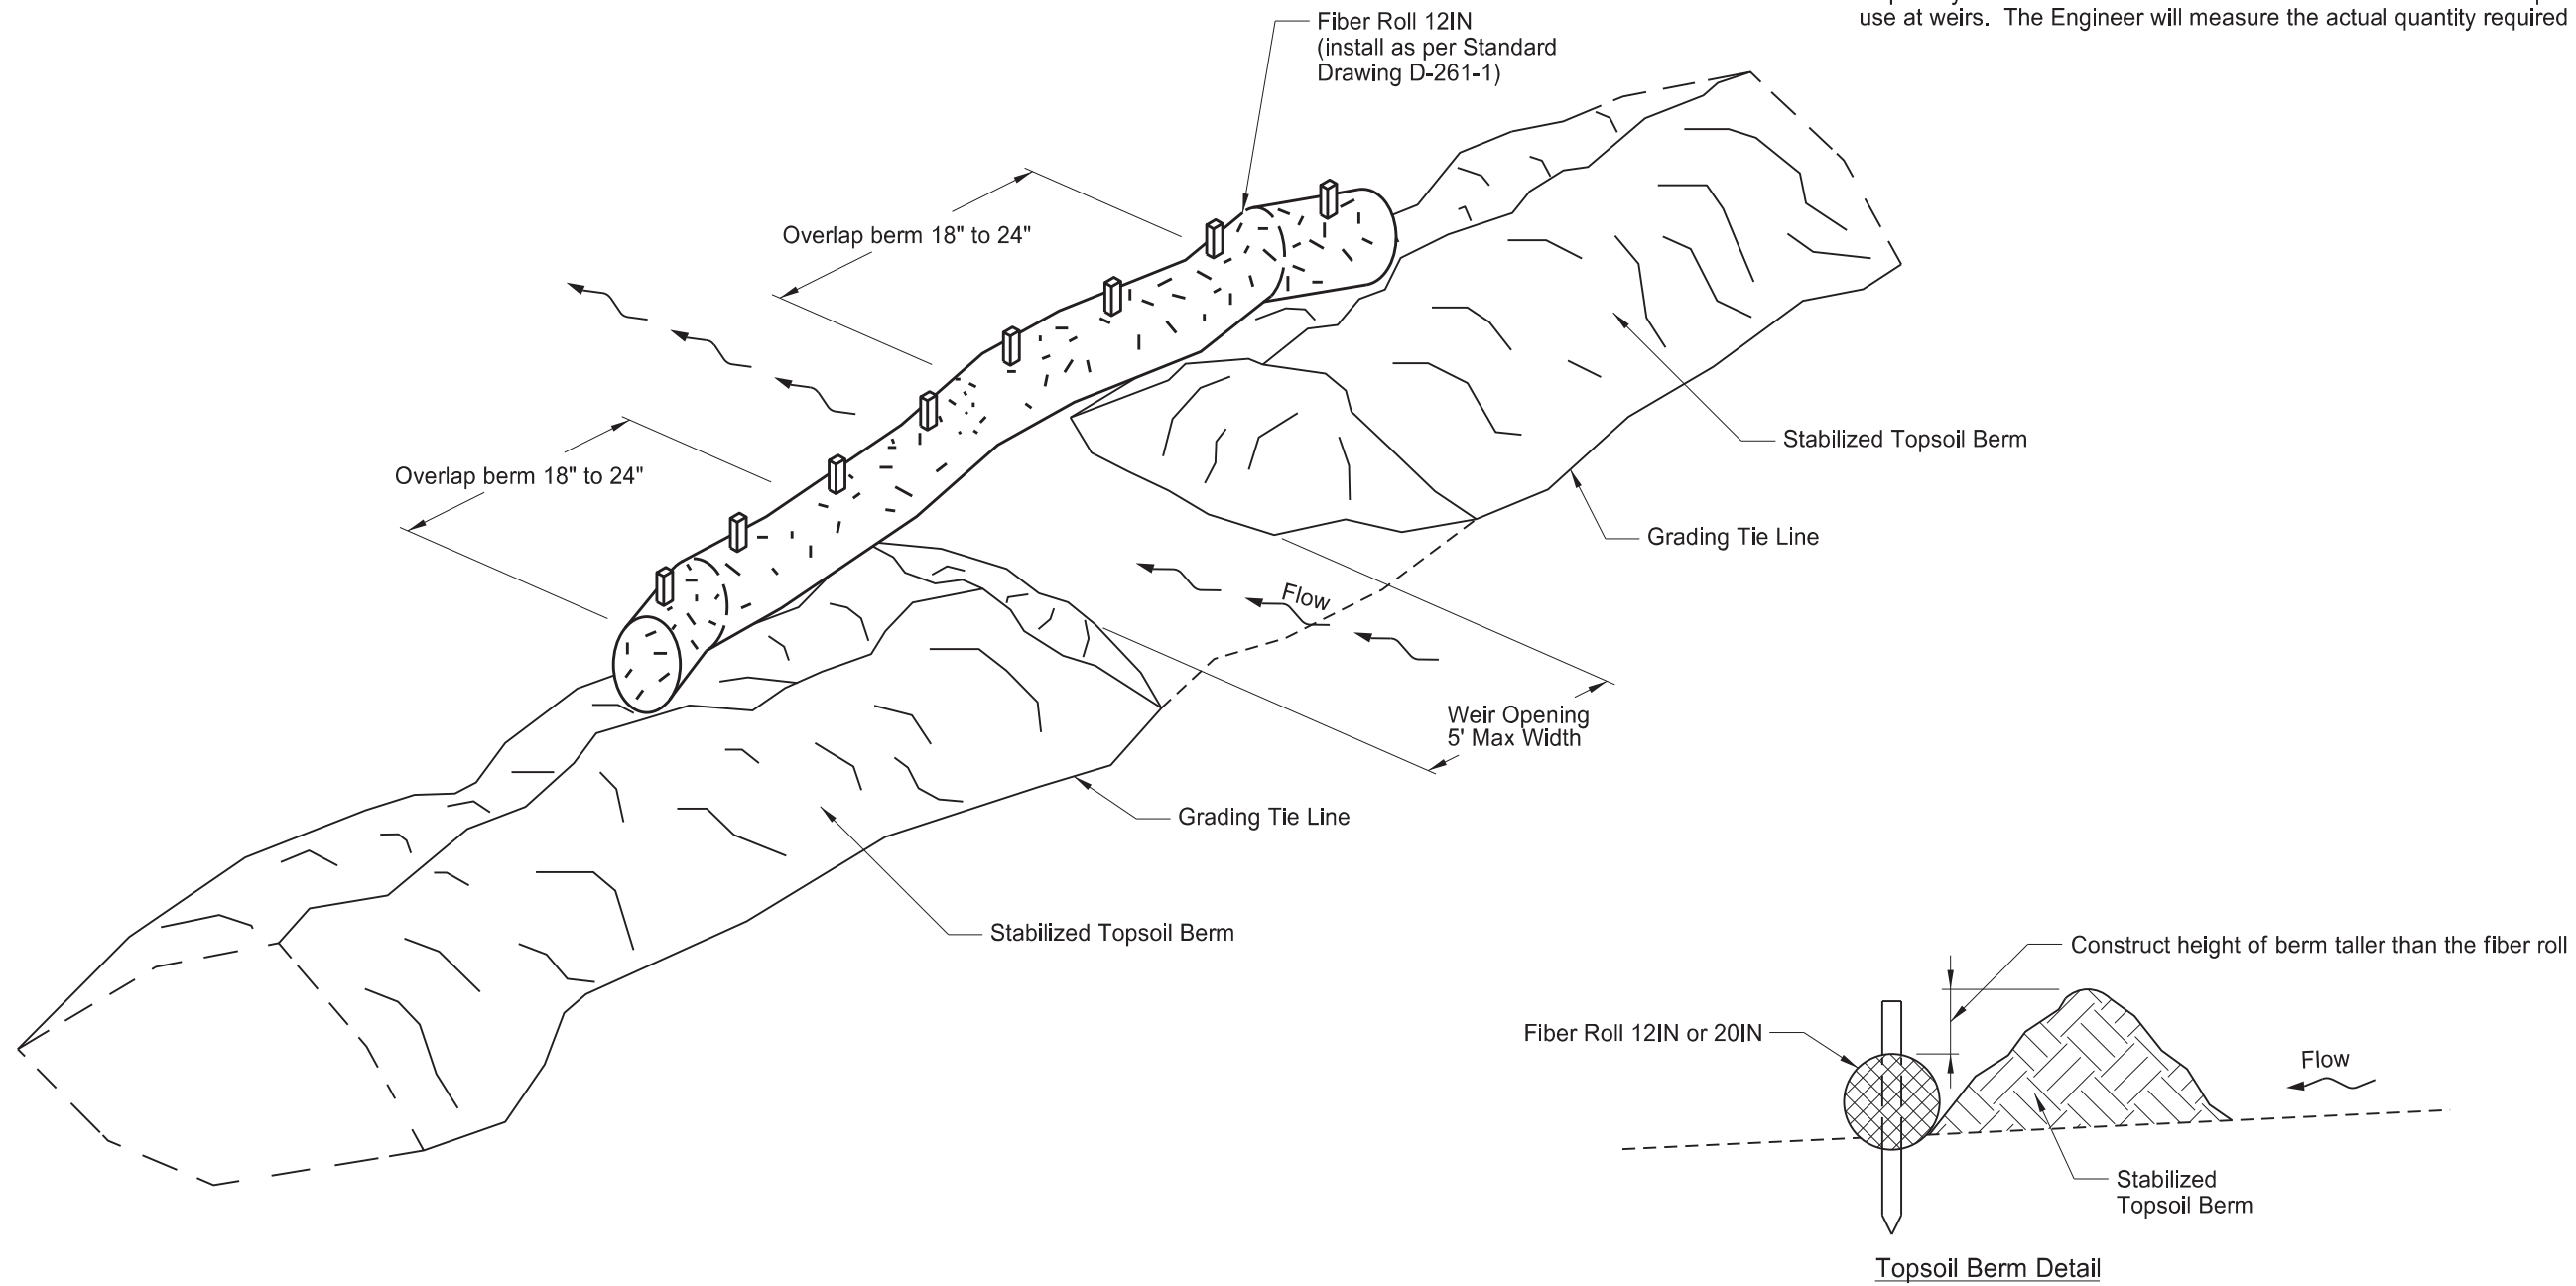 use at weirs. The Engineer will measure the actual quantity required
Fiber Roll 12IN
(install as per Standard
Drawing D-261-1)
Overlap berm 18" to 24"
Overlap berm 18" to 24"
Stabilized Topsoil Berm
Grading Tie Line
Flow
Weir Opening
5' Max Width
Grading Tie Line
Stabilized Topsoil Berm
Construct height of berm taller than the fiber roll
Fiber Roll 12IN or 20IN
Flow
Stabilized
Topsoil Berm
Topsoil Berm Detail